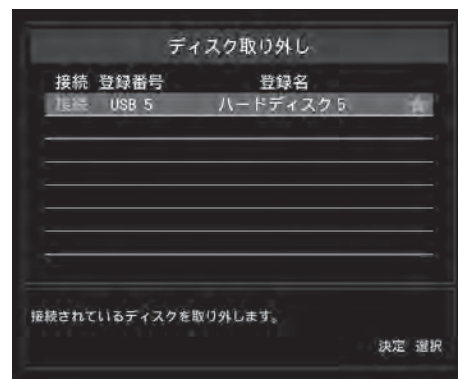 ディスク取り外し
接続 登録番号 登録名
接続 USB 5 ハードディスク 5 ★
接続されているディスクを取り外します。
決定 選択